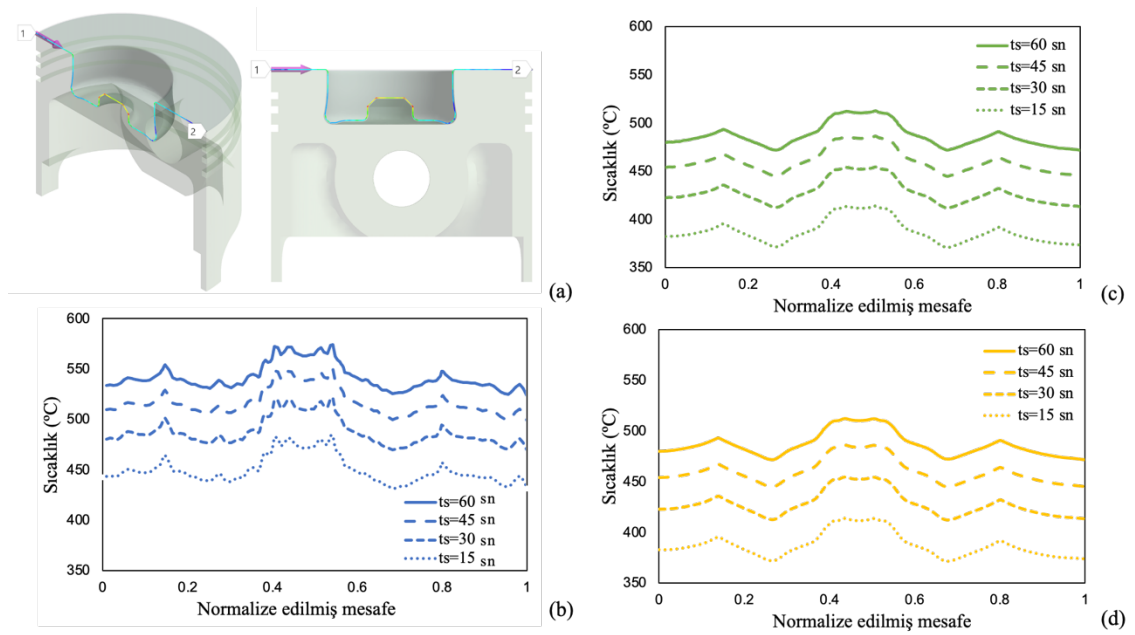 1
2
1
2
(a)
600
550
500
450
400
350
Sıcaklık (ºC)
0
0.2
0.4
0.6
0.8
1
Normalize edilmiş mesafe
ts=60 sn
ts=45 sn
ts=30 sn
ts=15 sn
(b)
600
550
500
450
400
350
Sıcaklık (ºC)
0
0.2
0.4
0.6
0.8
1
Normalize edilmiş mesafe
ts=60 sn
ts=45 sn
ts=30 sn
ts=15 sn
(c)
600
550
500
450
400
350
Sıcaklık (ºC)
0
0.2
0.4
0.6
0.8
1
Normalize edilmiş mesafe
ts=60 sn
ts=45 sn
ts=30 sn
ts=15 sn
(d)